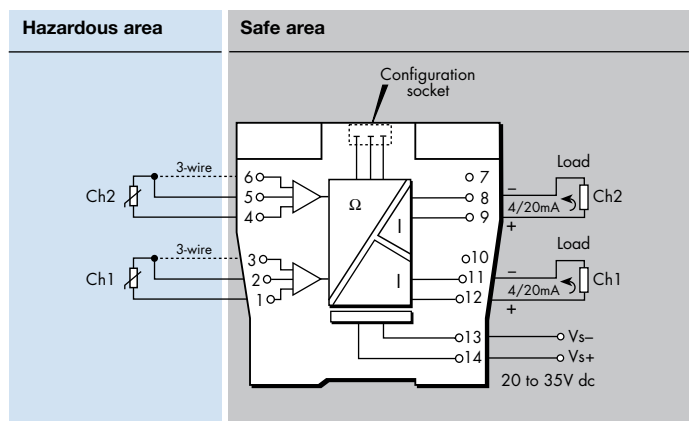 Hazardous area
Safe area
Configuration
socket
3-wire
Ch2
6
5
4
Ω
7
8
9
–
4/20mA
+
Load
Ch2
3-wire
Ch1
3
2
1
I
I
10
11
12
–
4/20mA
+
Load
Ch1
13
Vs–
14
Vs+
20 to 35V dc